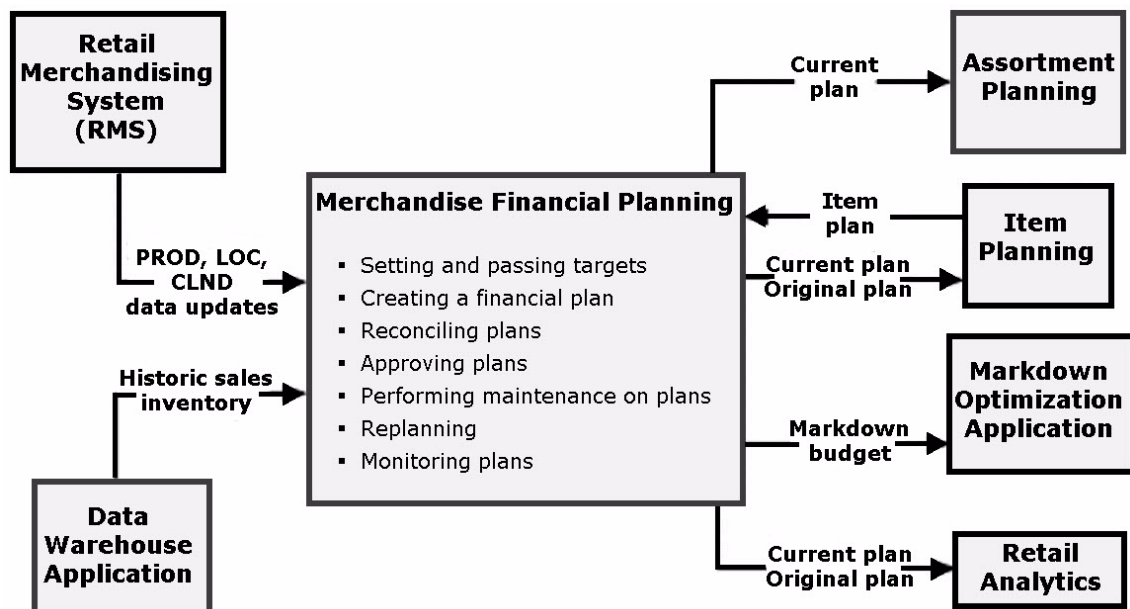 Retail
Merchandising
System
(RMS)
PROD, LOC,
CLND
data updates
Historic sales
inventory
Data
Warehouse
Application
Merchandise Financial Planning
▪ Setting and passing targets
▪ Creating a financial plan
▪ Reconciling plans
▪ Approving plans
▪ Performing maintenance on plans
▪ Replanning
▪ Monitoring plans
Current
plan
Assortment
Planning
Item
plan
Current plan
Original plan
Item
Planning
Markdown
budget
Markdown
Optimization
Application
Current plan
Original plan
Retail
Analytics